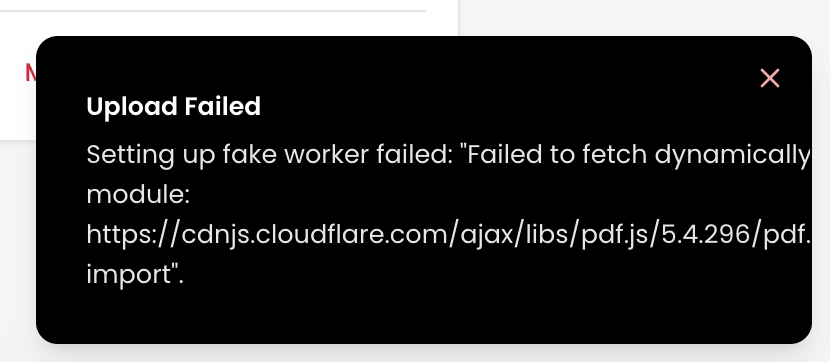 M
Upload Failed
Setting up fake worker failed: "Failed to fetch dynamically
module:
https://cdnjs.cloudflare.com/ajax/libs/pdf.js/5.4.296/pdf.
import".